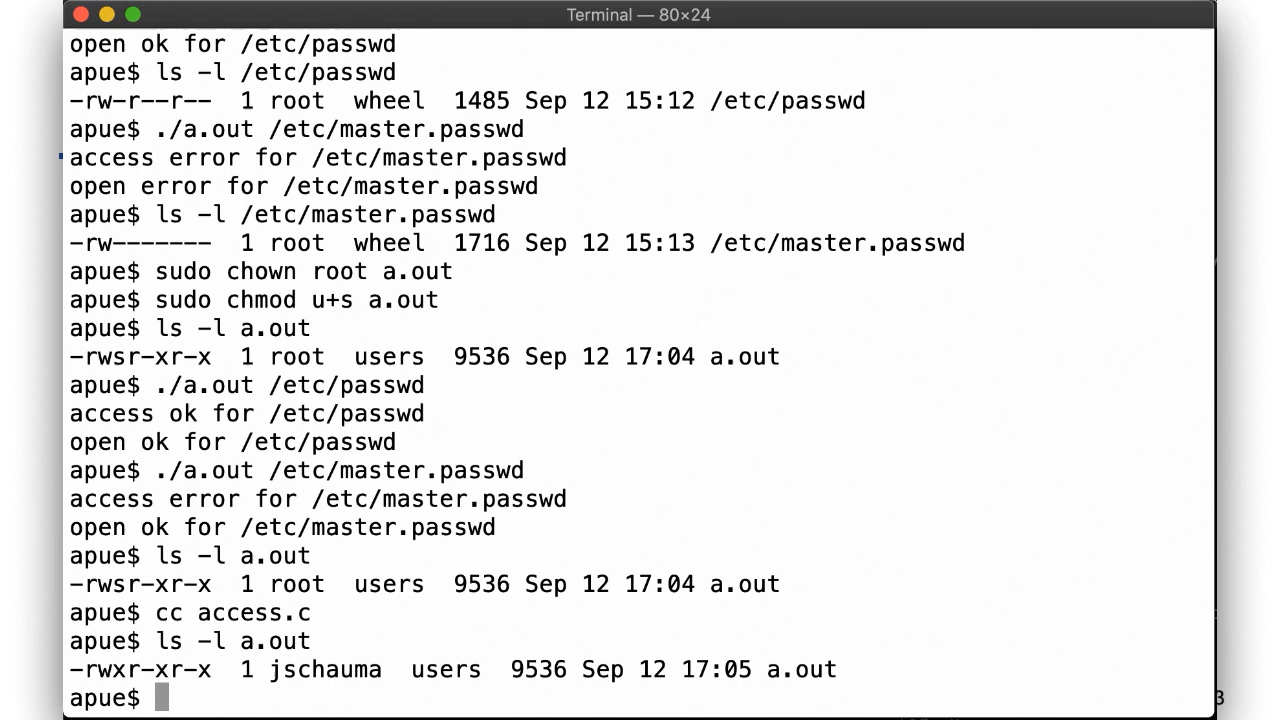 Terminal — 80×24
open ok for /etc/passwd
apue$ ls -l /etc/passwd
-rw-r--r--  1 root  wheel  1485 Sep 12 15:12 /etc/passwd
apue$ ./a.out /etc/master.passwd
access error for /etc/master.passwd
open error for /etc/master.passwd
apue$ ls -l /etc/master.passwd
-rw-------  1 root  wheel  1716 Sep 12 15:13 /etc/master.passwd
apue$ sudo chown root a.out
apue$ sudo chmod u+s a.out
apue$ ls -l a.out
-rwsr-xr-x  1 root  users  9536 Sep 12 17:04 a.out
apue$ ./a.out /etc/passwd
access ok for /etc/passwd
open ok for /etc/passwd
apue$ ./a.out /etc/master.passwd
access error for /etc/master.passwd
open ok for /etc/master.passwd
apue$ ls -l a.out
-rwsr-xr-x  1 root  users  9536 Sep 12 17:04 a.out
apue$ cc access.c
apue$ ls -l a.out
-rwxr-xr-x  1 jschauma  users  9536 Sep 12 17:05 a.out
apue$
3